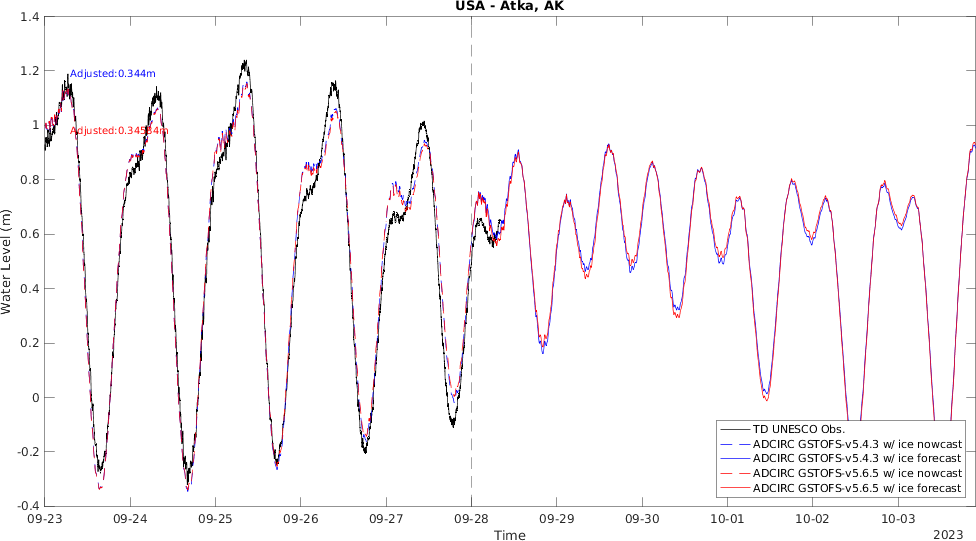 USA - Atka, AK
1.4
1.2
1
0.8
0.6
0.4
0.2
0
-0.2
-0.4
Water Level (m)
Adjusted:0.344m
Adjusted:0.34534m
TD UNESCO Obs.
ADCIRC GSTOFS-v5.4.3 w/ ice nowcast
ADCIRC GSTOFS-v5.4.3 w/ ice forecast
ADCIRC GSTOFS-v5.6.5 w/ ice nowcast
ADCIRC GSTOFS-v5.6.5 w/ ice forecast
09-23 09-24 09-25 09-26 09-27 09-28 09-29 09-30 10-01 10-02 10-03
Time
2023